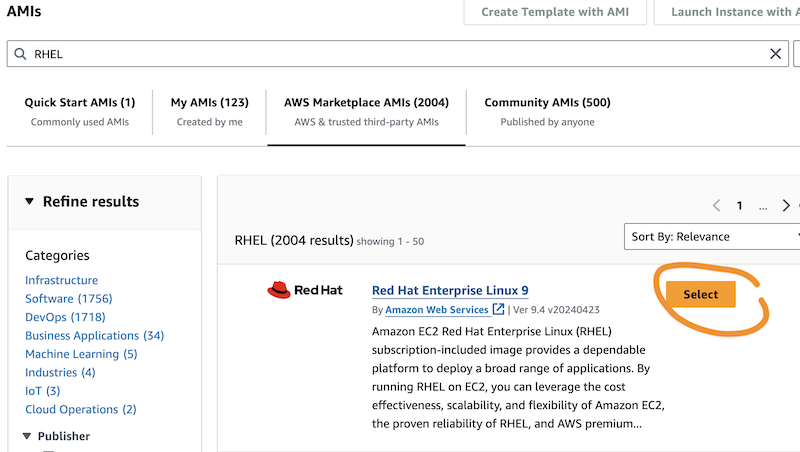 AMIs
Create Template with AMI
Launch Instance with
RHEL
Quick Start AMIs (1)
Commonly used AMIs
My AMIs (123)
Created by me
AWS Marketplace AMIs (2004)
AWS & trusted third-party AMIs
Community AMIs (500)
Published by anyone
Refine results
Categories
Infrastructure
Software (1756)
DevOps (1718)
Business Applications (34)
Machine Learning (5)
Industries (4)
IoT (3)
Cloud Operations (2)
Publisher
1 ...
RHEL (2004 results) showing 1 - 50
Sort By: Relevance
Red Hat
Red Hat Enterprise Linux 9
By Amazon Web Services | Ver 9.4 v20240423
Select
Amazon EC2 Red Hat Enterprise Linux (RHEL)
subscription-included image provides a dependable
platform to deploy a broad range of applications. By
running RHEL on EC2, you can leverage the cost
effectiveness, scalability, and flexibility of Amazon EC2,
the proven reliability of RHEL, and AWS premium...